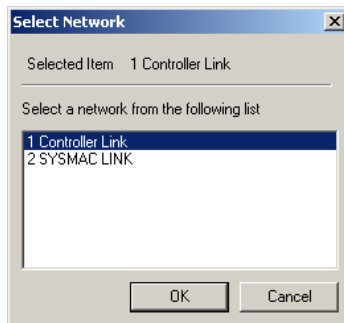 Select Network
Selected Item 1 Controller Link
Select a network from the following list
1 Controller Link
2 SYSMAC LINK
OK Cancel